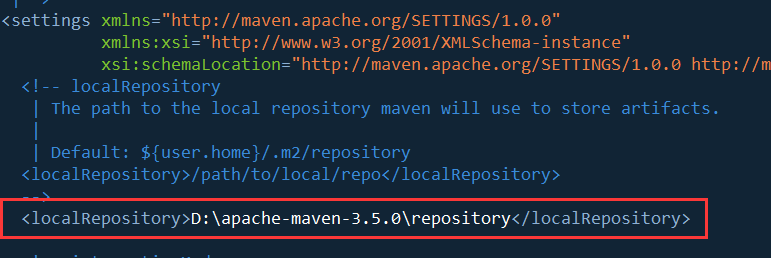 <settings xmlns="http://maven.apache.org/SETTINGS/1.0.0"
xmlns:xsi="http://www.w3.org/2001/XMLSchema-instance"
xsi:schemaLocation="http://maven.apache.org/SETTINGS/1.0.0 http://m
<!-- localRepository
| The path to the local repository maven will use to store artifacts.
|
| Default: ${user.home}/.m2/repository
<localRepository>/path/to/local/repo</localRepository>
-->
<localRepository>D:\apache-maven-3.5.0\repository</localRepository>